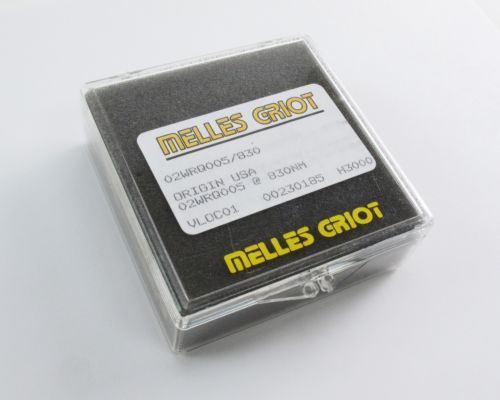 MELLES GRIOT
02WRQ005/830
ORIGIN USA
02WRQ005 @ 830NM
VLOC01 00230185 H3000
MELLES GRIOT